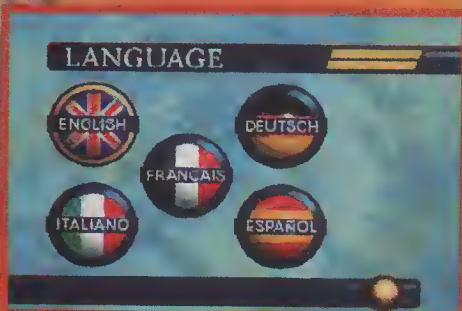 LANGUAGE
ENGLISH
DEUTSCH
FRANÇAIS
ITALIANO
ESPAÑOL